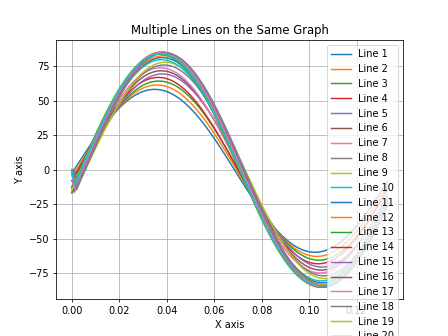 Multiple Lines on the Same Graph
Y axis
75
50
25
0
−25
−50
−75
0.00
0.02
0.04
0.06
0.08
0.10
X axis
Line 1
Line 2
Line 3
Line 4
Line 5
Line 6
Line 7
Line 8
Line 9
Line 10
Line 11
Line 12
Line 13
Line 14
Line 15
Line 16
Line 17
Line 18
Line 19
Line 20